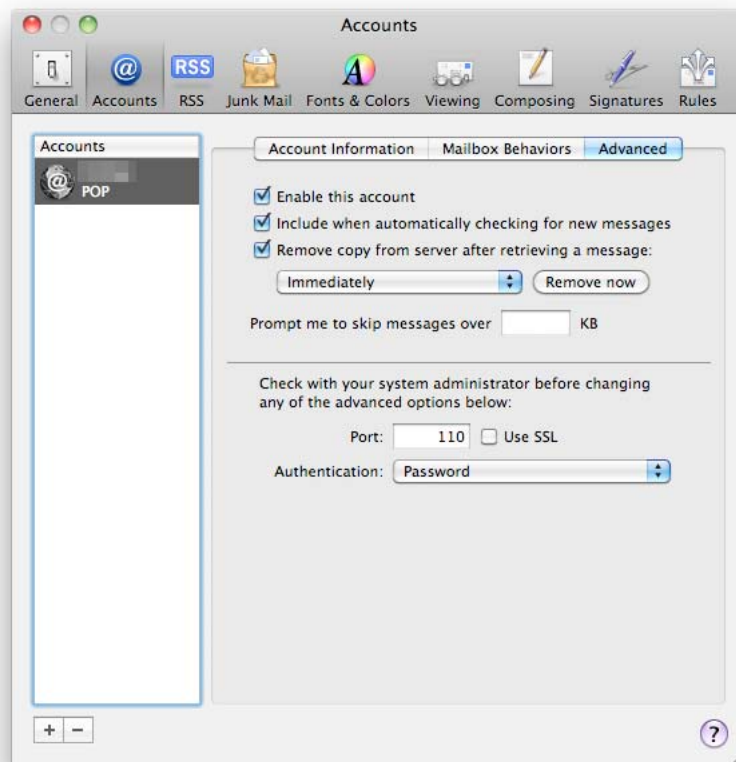 Accounts
RSS
General Accounts RSS Junk Mail Fonts & Colors Viewing Composing Signatures Rules
Accounts
POP
Account Information Mailbox Behaviors Advanced
Enable this account
Include when automatically checking for new messages
Remove copy from server after retrieving a message:
Immediately Remove now
Prompt me to skip messages over KB
Check with your system administrator before changing
any of the advanced options below:
Port: 110 Use SSL
Authentication: Password